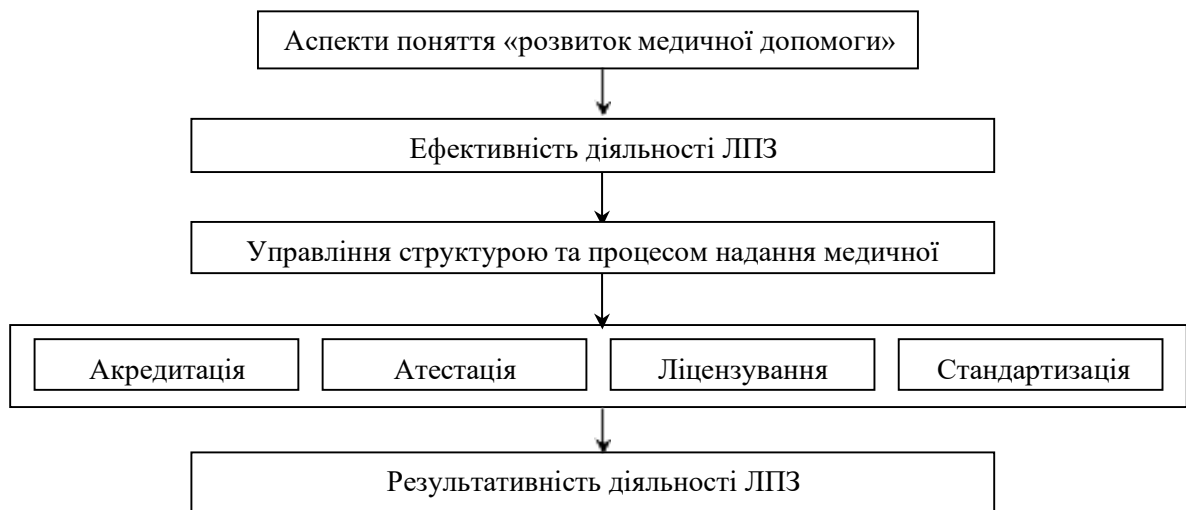 Аспекти поняття «розвиток медичної допомоги»
Ефективність діяльності ЛПЗ
Управління структурою та процесом надання медичної
Акредитація
Атестація
Ліцензування
Стандартизація
Результативність діяльності ЛПЗ